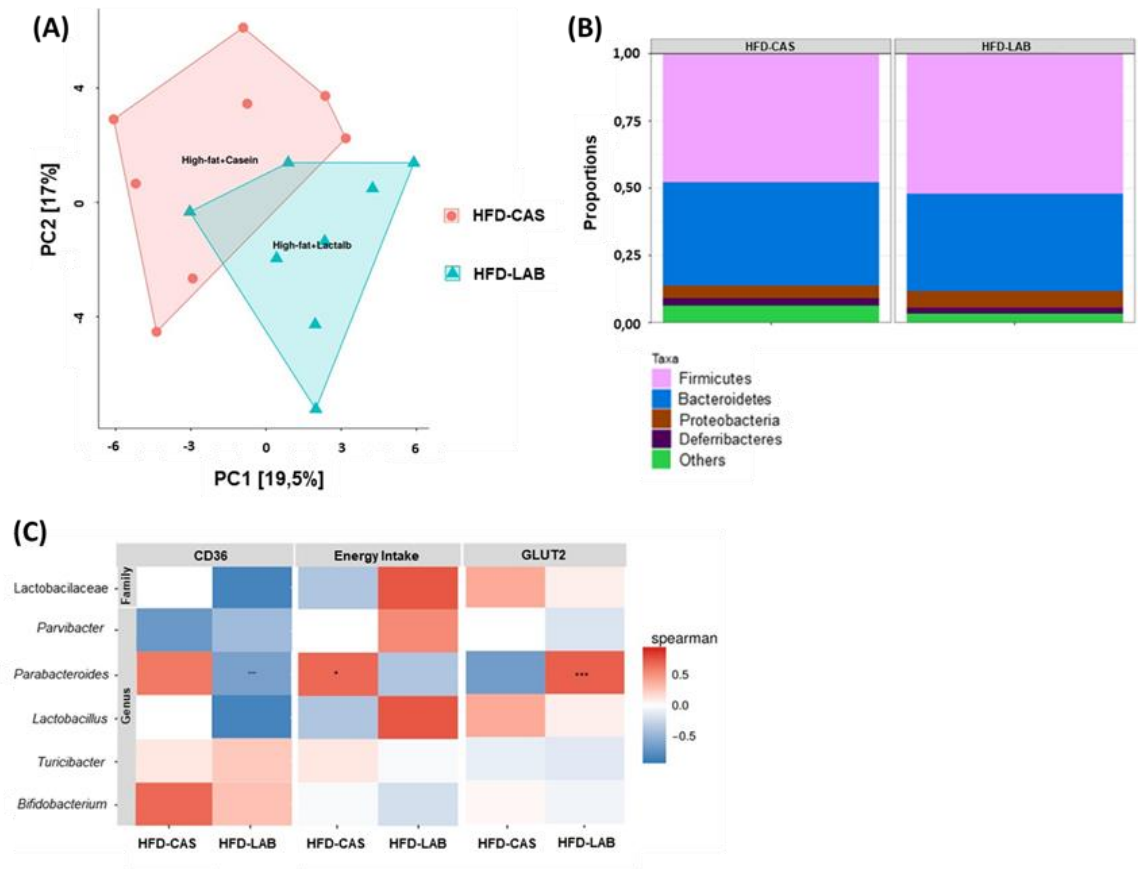 (A)
4
0
-4
PC2 [17%]
High-fat+Casein
High-fat+Lactalb
-6
-3
0
3
6
PC1 [19,5%]
HFD-CAS
HFD-LAB
(B)
HFD-CAS
HFD-LAB
1,00
0,75
0,50
0,25
0,00
Proportions
Taxa
Firmicutes
Bacteroidetes
Proteobacteria
Deferribacteres
Others
(C)
CD36
Energy Intake
GLUT2
Family
Genus
Lactobacilaceae
Parvibacter
Parabacteroides
Lactobacillus
Turicibacter
Bifidobacterium
*
HFD-CAS
HFD-LAB
HFD-CAS
HFD-LAB
HFD-CAS
HFD-LAB
spearman
0.5
0.0
−0.5